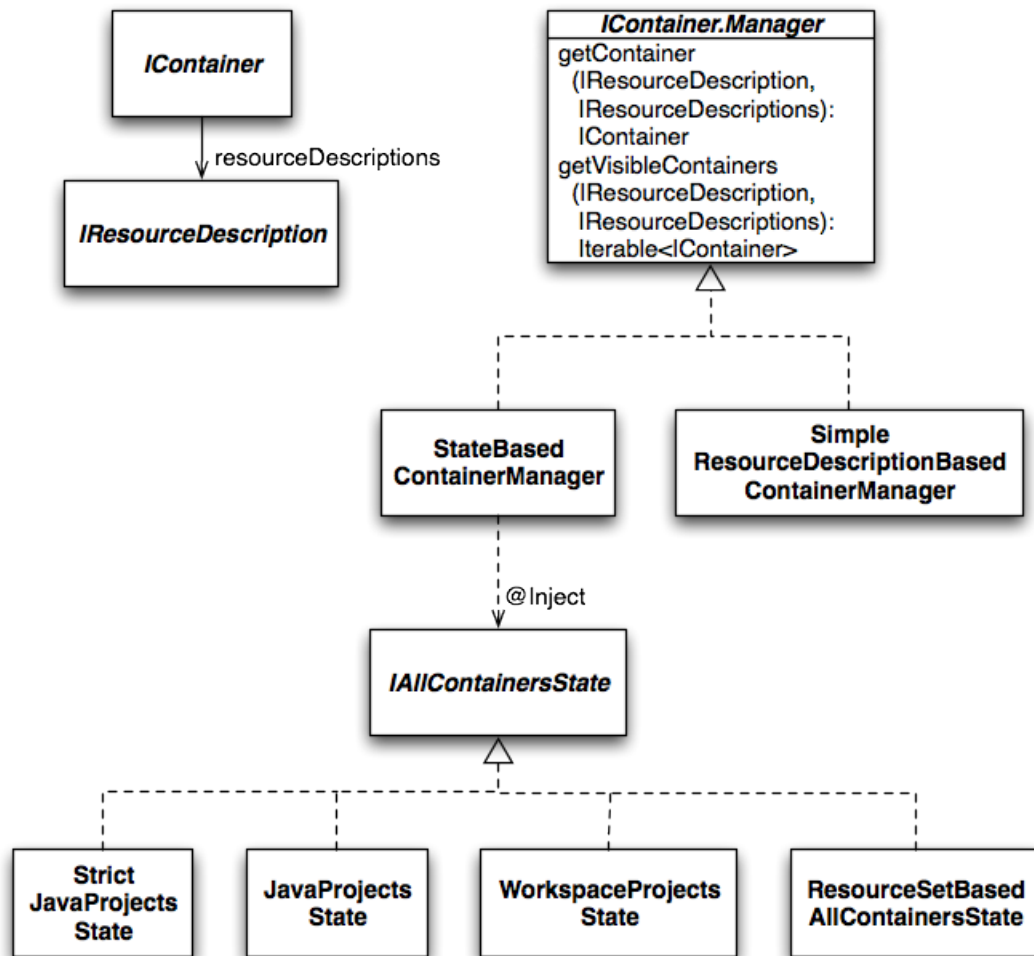 IContainer
resourceDescriptions
IResourceDescription
IContainer.Manager
getContainer
(IResourceDescription,
IResourceDescriptions):
IContainer
getVisibleContainers
(IResourceDescription,
IResourceDescriptions):
Iterable<IContainer>
StateBased
ContainerManager
Simple
ResourceDescriptionBased
ContainerManager
@Inject
IAllContainersState
Strict
JavaProjects
State
JavaProjects
State
WorkspaceProjects
State
ResourceSetBased
AllContainersState